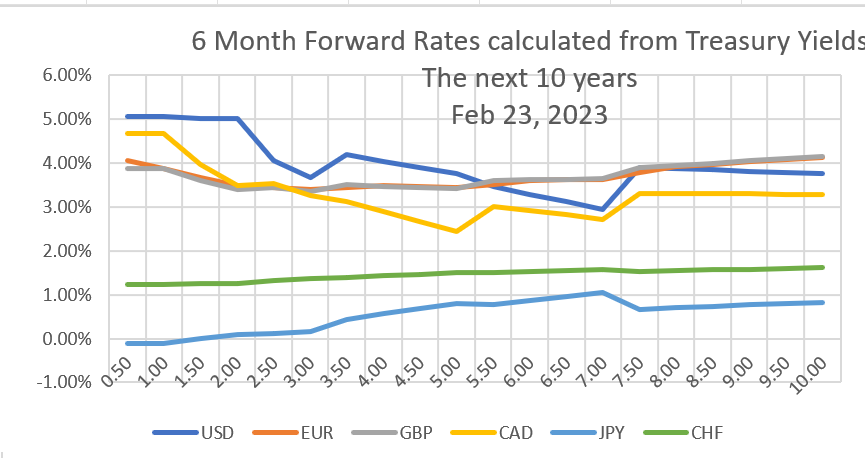 6 Month Forward Rates calculated from Treasury Yields
The next 10 years
Feb 23, 2023
6.00%
5.00%
4.00%
3.00%
2.00%
1.00%
0.00%
-1.00%
0.50 1.00 1.50 2.00 2.50 3.00 3.50 4.00 4.50 5.00 5.50 6.00 6.50 7.00 7.50 8.00 8.50 9.00 9.50 10.00
USD EUR GBP CAD JPY CHF